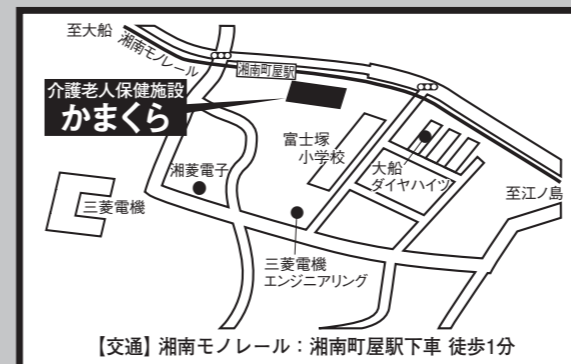 至大船
湘南モノレール
湘南町屋駅
介護老人保健施設
かまくら
富士塚
小学校
大船
ダイヤハイツ
湘菱電子
至江ノ島
三菱電機
三菱電機
エンジニアリング
【交通】湘南モノレール：湘南町屋駅下車 徒歩1分